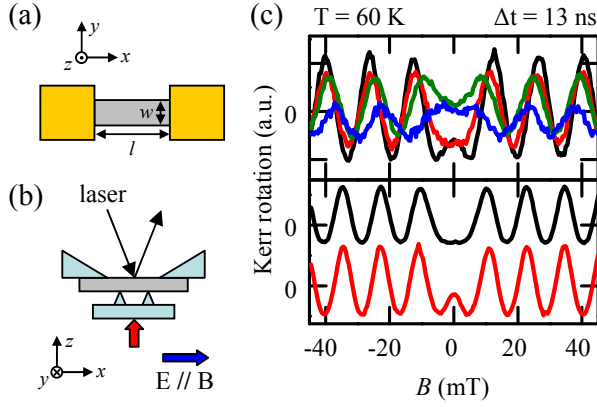 (a)
y
z
x
w
l
(b)
laser
z
y
x
E // B
(c)
T = 60 K
Δt = 13 ns
Kerr rotation (a.u.)
0
0
0
-40
-20
0
20
40
B (mT)